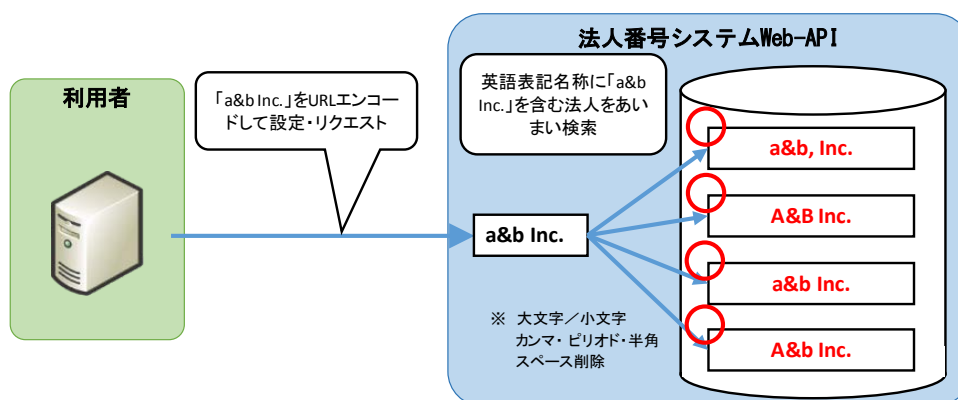 法人番号システムWeb-API
利用者
「a&b Inc.」をURLエンコー
ドして設定・リクエスト
英語表記名称に「a&b
Inc.」を含む法人をあい
まい検索
a&b Inc.
a&b, Inc.
A&B Inc.
a&b Inc.
A&b Inc.
※ 大文字／小文字
カンマ・ピリオド・半角
スペース削除